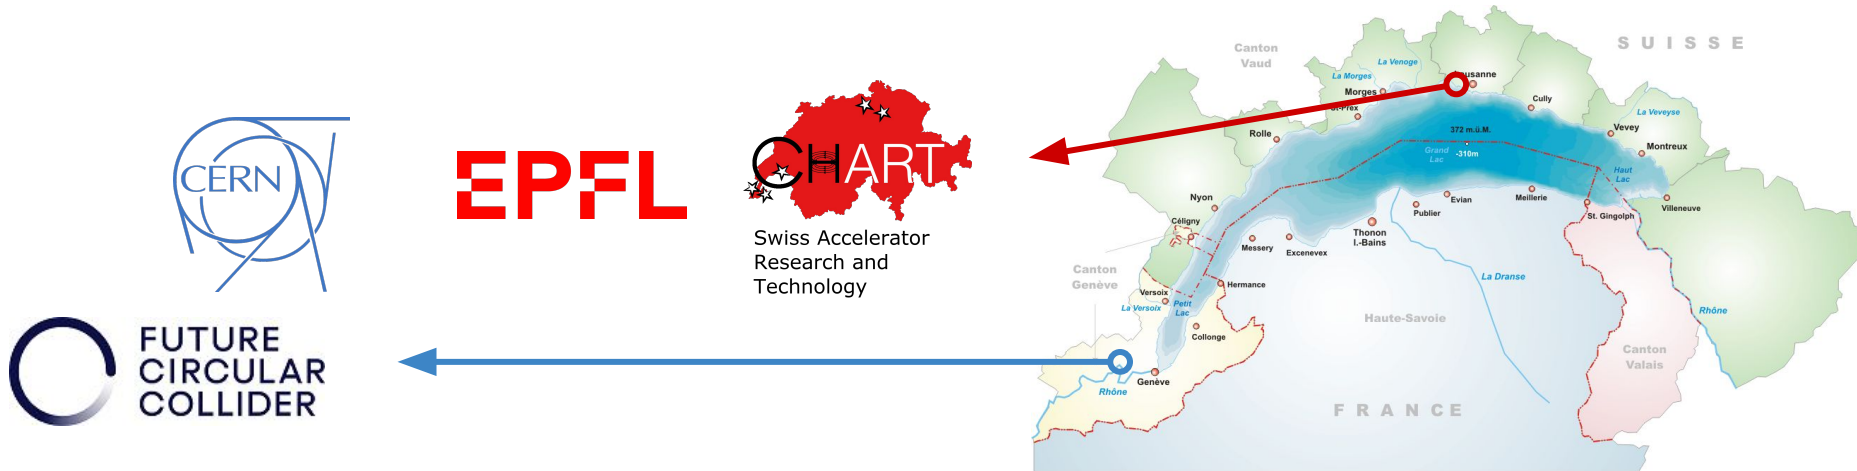 CERN
FUTURE
CIRCULAR
COLLIDER
EPFL
CHART
Swiss Accelerator
Research and
Technology
SUISSE
Canton
Vaud
La Venoge
La Morges
Morges
Cully
La Veveyse
Rolle
372 m.ü.M.
Vevey
Grand
Lac
-310m
Montreux
Haut
Lac
Nyon
Evian
Meillerie
Villeneuve
Publier
St. Gingolph
Céligny
Thonon
l.-Bains
Messery
Excenevex
Canton
Genève
La Dranse
Hermance
Versoix
La Versoix
Petit
Lac
Rhône
Haute-Savoie
Collonge
Canton
Valais
Genève
Rhône
FRANCE